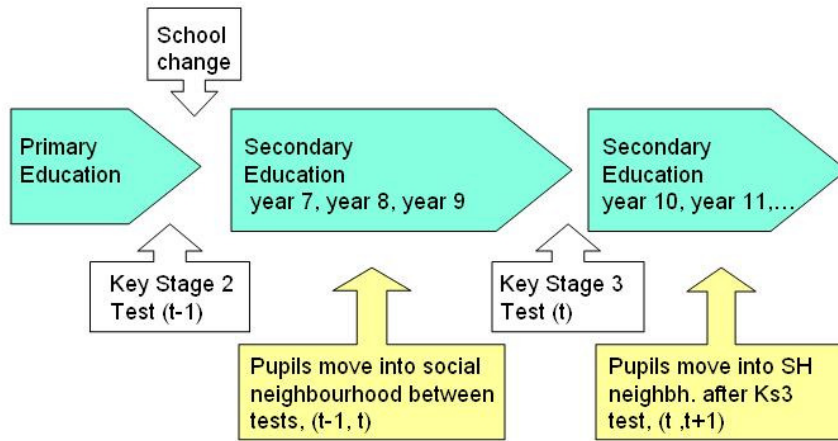 School
change
Primary
Education
Secondary
Education
year 7, year 8, year 9
Secondary
Education
year 10, year 11,...
Key Stage 2
Test (t-1)
Key Stage 3
Test (t)
Pupils move into social
neighbourhood between
tests, (t-1, t)
Pupils move into SH
neighbh. after Ks3
test, (t ,t+1)